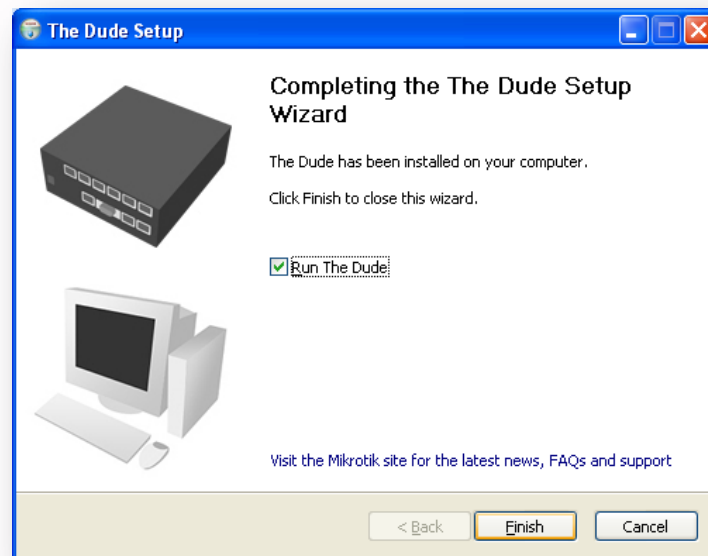 The Dude Setup
Completing the The Dude Setup
Wizard
The Dude has been installed on your computer.
Click Finish to close this wizard.
Run The Dude
Visit the Mikrotik site for the latest news, FAQs and support
< Back
Finish
Cancel